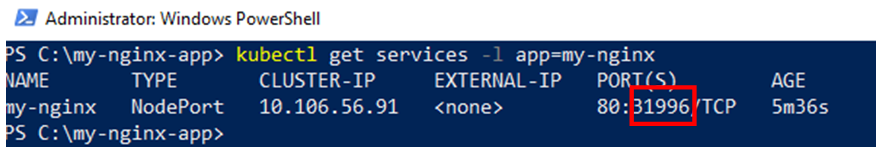 Administrator: Windows PowerShell
PS C:\my-nginx-app> kubectl get services -l app=my-nginx
NAME TYPE CLUSTER-IP EXTERNAL-IP PORT(S) AGE
my-nginx NodePort 10.106.56.91 <none> 80:31996/TCP 5m36s
PS C:\my-nginx-app>